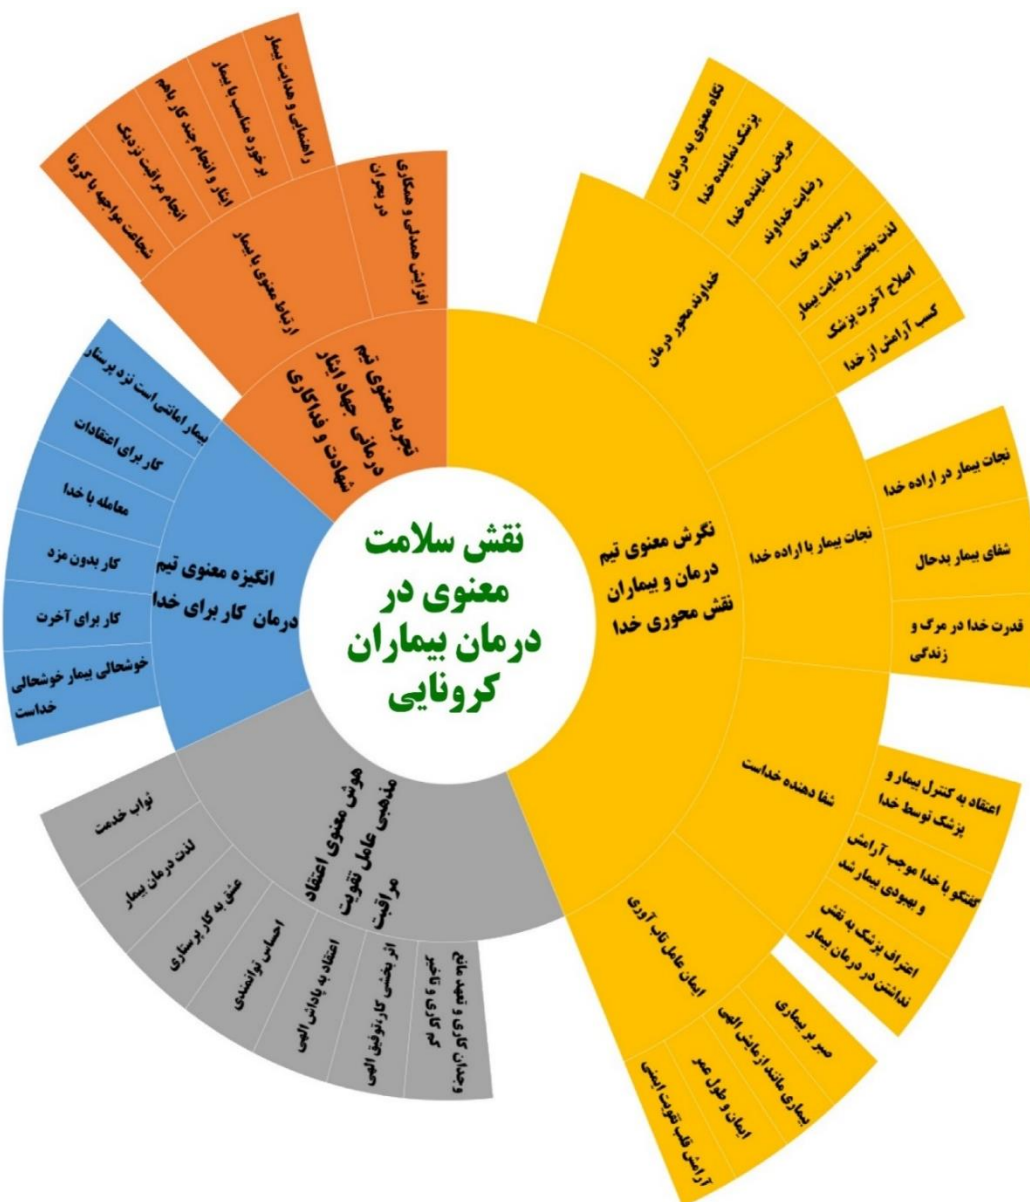 نقش سلامت
معنوی در
درمان بیماران
کرونایی
نگرش معنوی تیم
درمان و بیماران
نقش محوری خدا
خداوند محور درمان
نگاه معنوی به درمان
پزشک نماینده خدا
مریض نماینده خدا
رضایت خداوند
رسیدن به خدا
لذت بخشی رضایت بیمار
اصلاح آخرت پزشک
کسب آرامش از خدا
نجات بیمار با اراده خدا
نجات بیمار در اراده خدا
شفای بیمار بدحال
قدرت خدا در مرگ و
زندگی
شفا دهنده خداست
اعتقاد به کنترل بیمار و
پزشک توسط خدا
گفتگو با خدا موجب آرامش
و بهبودی بیمار شد
اعتراف پزشک به نقش
نداشتن در درمان بیمار
ایمان عامل تاب آوری
صبر بر بیماری
بیماری مانند ازمایش الهی
ایمان و طول عمر
آرامش قلب تقویت ایمنی
هوش معنوی اعتقاد
مذهبی عامل تقویت
مراقبت
وجدان کاری و تعهد مانع
کم کاری و تاخیر
اثر بخشی کار،توفیق الهی
اعتقاد به پاداش الهی
احساس توانمندی
عشق به کار پرستاری
لذت درمان بیمار
ثواب خدمت
انگیزه معنوی تیم
درمان کار برای خدا
خوشحالی بیمار خوشحالی
خداست
کار برای آخرت
کار بدون مزد
معامله با خدا
کار برای اعتقادات
بیمار امانتی است نزد پرستار
تجربه معنوی تیم
درمانی جهاد ایثار
شهادت و فداکاری
ارتباط معنوی با بیمار
شجاعت مواجهه با کرونا
انجام مراقبت نزدیک
ایثار و انجام چند کار باهم
برخورد مناسب با بیمار
راهنمایی و هدایت بیمار
افزایش همدلی و همکاری
در بحران